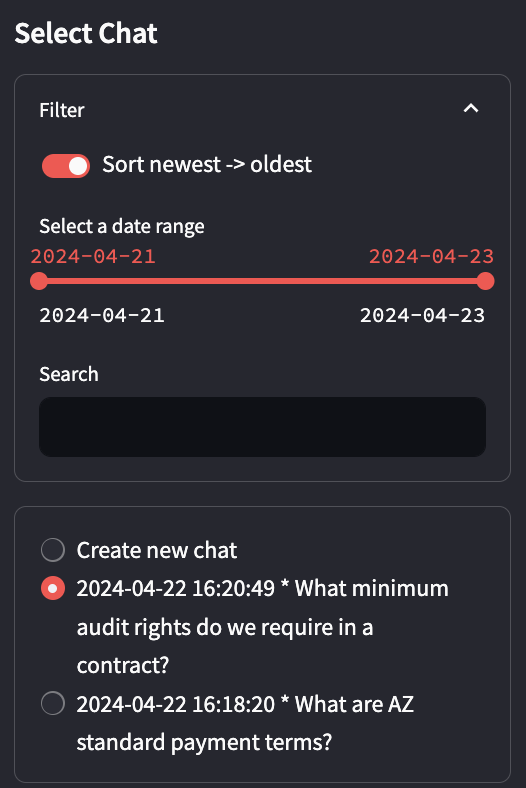 Select Chat
Filter
Sort newest -> oldest
Select a date range
2024-04-21 2024-04-23
2024-04-21 2024-04-23
Search
Create new chat
2024-04-22 16:20:49 * What minimum
audit rights do we require in a
contract?
2024-04-22 16:18:20 * What are AZ
standard payment terms?